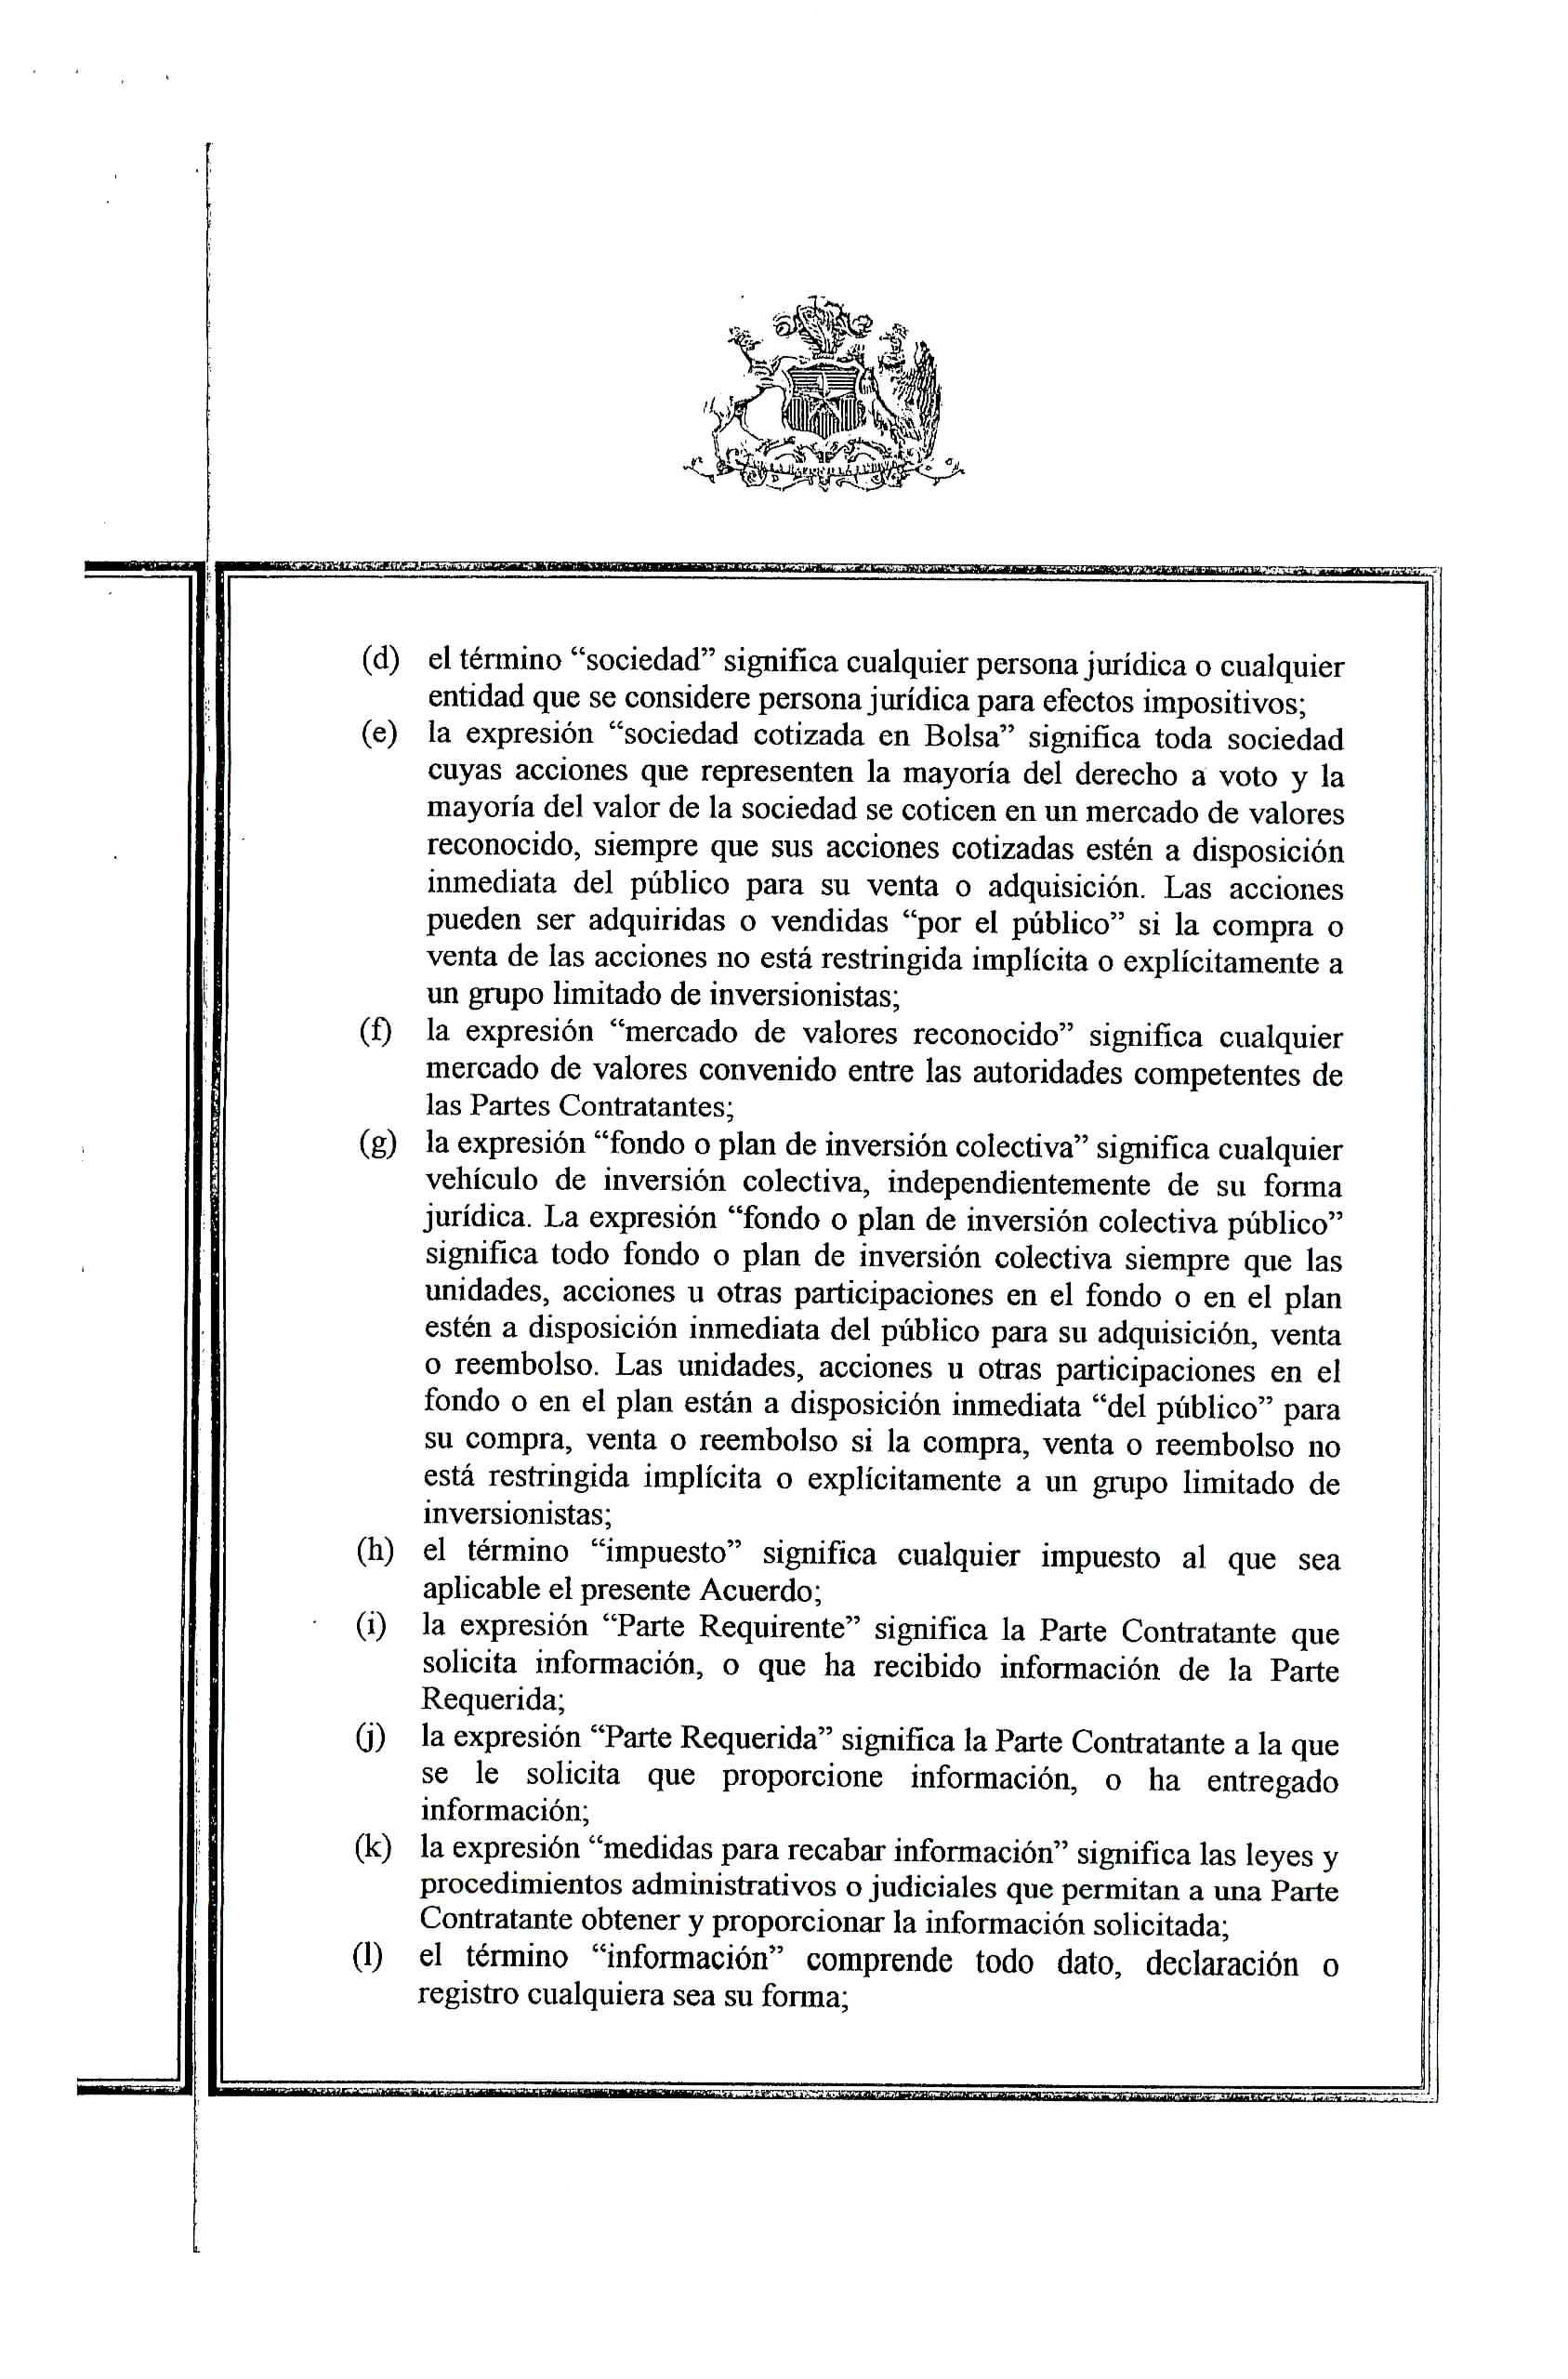 (d) el término “sociedad” significa cualquier persona jurídica o cualquier
entidad que se considere persona jurídica para efectos impositivos;
(e) la expresión “sociedad cotizada en Bolsa” significa toda sociedad
cuyas acciones que representen la mayoría del derecho a voto y la
mayoría del valor de la sociedad se coticen en un mercado de valores
reconocido, siempre que sus acciones cotizadas estén a disposición
inmediata del público para su venta o adquisición. Las acciones
pueden ser adquiridas o vendidas “por el público” si la compra o
venta de las acciones no está restringida implícita o explícitamente a
un grupo limitado de inversionistas;
(f) la expresión “mercado de valores reconocido” significa cualquier
mercado de valores convenido entre las autoridades competentes de
las Partes Contratantes;
(g) la expresión “fondo o plan de inversión colectiva” significa cualquier
vehículo de inversión colectiva, independientemente de su forma
jurídica. La expresión “fondo o plan de inversión colectiva público”
significa todo fondo o plan de inversión colectiva siempre que las
unidades, acciones u otras participaciones en el fondo o en el plan
estén a disposición inmediata del público para su adquisición, venta
o reembolso. Las unidades, acciones u otras participaciones en el
fondo o en el plan están a disposición inmediata “del público” para
su compra, venta o reembolso si la compra, venta o reembolso no
está restringida implícita o explícitamente a un grupo limitado de
inversionistas;
(h) el término “impuesto” significa cualquier impuesto al que sea
aplicable el presente Acuerdo;
(i) la expresión “Parte Requirente” significa la Parte Contratante que
solicita información, o que ha recibido información de la Parte
Requerida;
(j) la expresión “Parte Requerida” significa la Parte Contratante a la que
se le solicita que proporcione información, o ha entregado
información;
(k) la expresión “medidas para recabar información” significa las leyes y
procedimientos administrativos o judiciales que permitan a una Parte
Contratante obtener y proporcionar la información solicitada;
(l) el término “información” comprende todo dato, declaración o
registro cualquiera sea su forma;